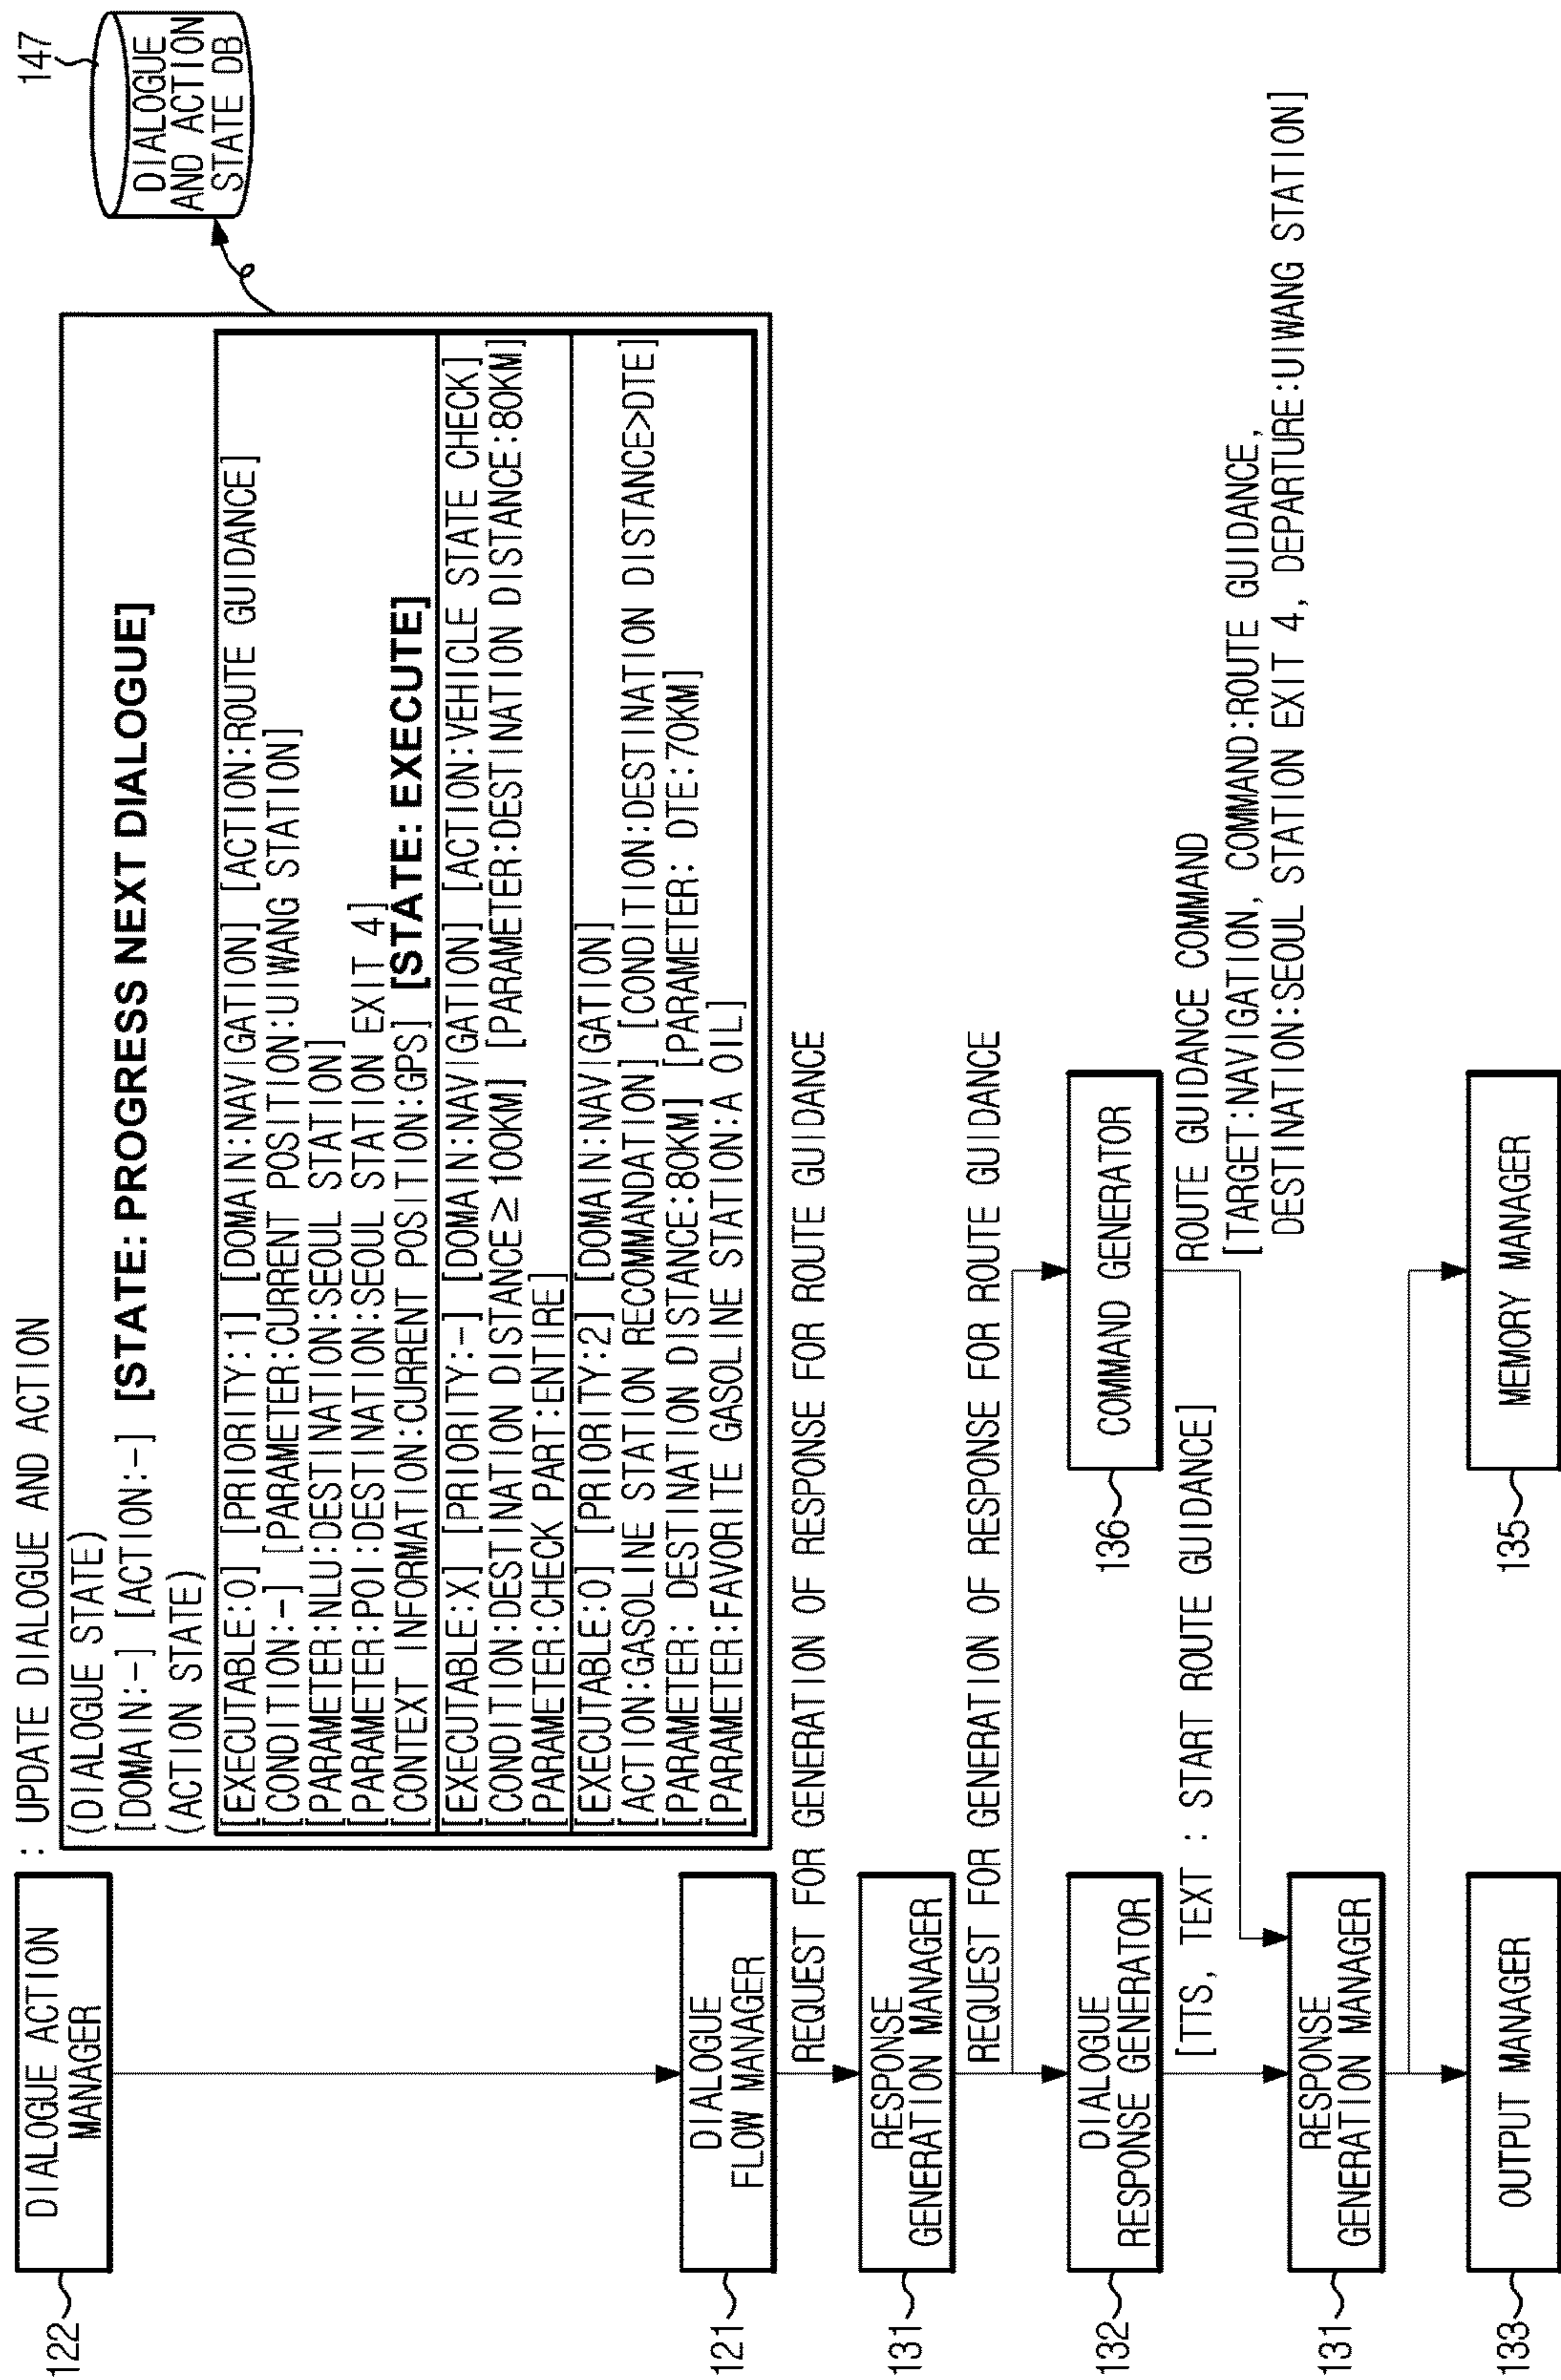 122
DIALOGUE ACTION
MANAGER
: UPDATE DIALOGUE AND ACTION
(DIALOGUE STATE)
[DOMAIN:-] [ACTION:-] [STATE: PROGRESS NEXT DIALOGUE]
(ACTION STATE)
[EXECUTABLE:O] [PRIORITY:1] [DOMAIN:NAVIGATION] [ACTION:ROUTE GUIDANCE]
[CONDITION:-] [PARAMETER:CURRENT POSITION:UIWANG STATION]
[PARAMETER:NLU:DESTINATION:SEOUL STATION]
[PARAMETER:POI:DESTINATION:SEOUL STATION EXIT 4]
[CONTEXT INFORMATION:CURRENT POSITION:GPS] [STATE: EXECUTE]
[EXECUTABLE:X] [PRIORITY:-] [DOMAIN:NAVIGATION] [ACTION:VEHICLE STATE CHECK]
[CONDITION:DESTINATION DISTANCE≥100KM] [PARAMETER:DESTINATION DISTANCE:80KM]
[PARAMETER:CHECK PART:ENTIRE]
[EXECUTABLE:O] [PRIORITY:2] [DOMAIN:NAVIGATION]
[ACTION:GASOLINE STATION RECOMMANDATION] [CONDITION:DESTINATION DISTANCE>DTE]
[PARAMETER: DESTINATION DISTANCE:80KM] [PARAMETER: DTE:70KM]
[PARAMETER:FAVORITE GASOLINE STATION:A OIL]
147
DIALOGUE
AND ACTION
STATE DB
121
DIALOGUE
FLOW MANAGER
REQUEST FOR GENERATION OF RESPONSE FOR ROUTE GUIDANCE
131
RESPONSE
GENERATION MANAGER
REQUEST FOR GENERATION OF RESPONSE FOR ROUTE GUIDANCE
132
DIALOGUE
RESPONSE GENERATOR
136
COMMAND GENERATOR
[TTS, TEXT : START ROUTE GUIDANCE]
ROUTE GUIDANCE COMMAND
[TARGET:NAVIGATION, COMMAND:ROUTE GUIDANCE,
DESTINATION:SEOUL STATION EXIT 4, DEPARTURE:UIWANG STATION]
131
RESPONSE
GENERATION MANAGER
133
OUTPUT MANAGER
135
MEMORY MANAGER